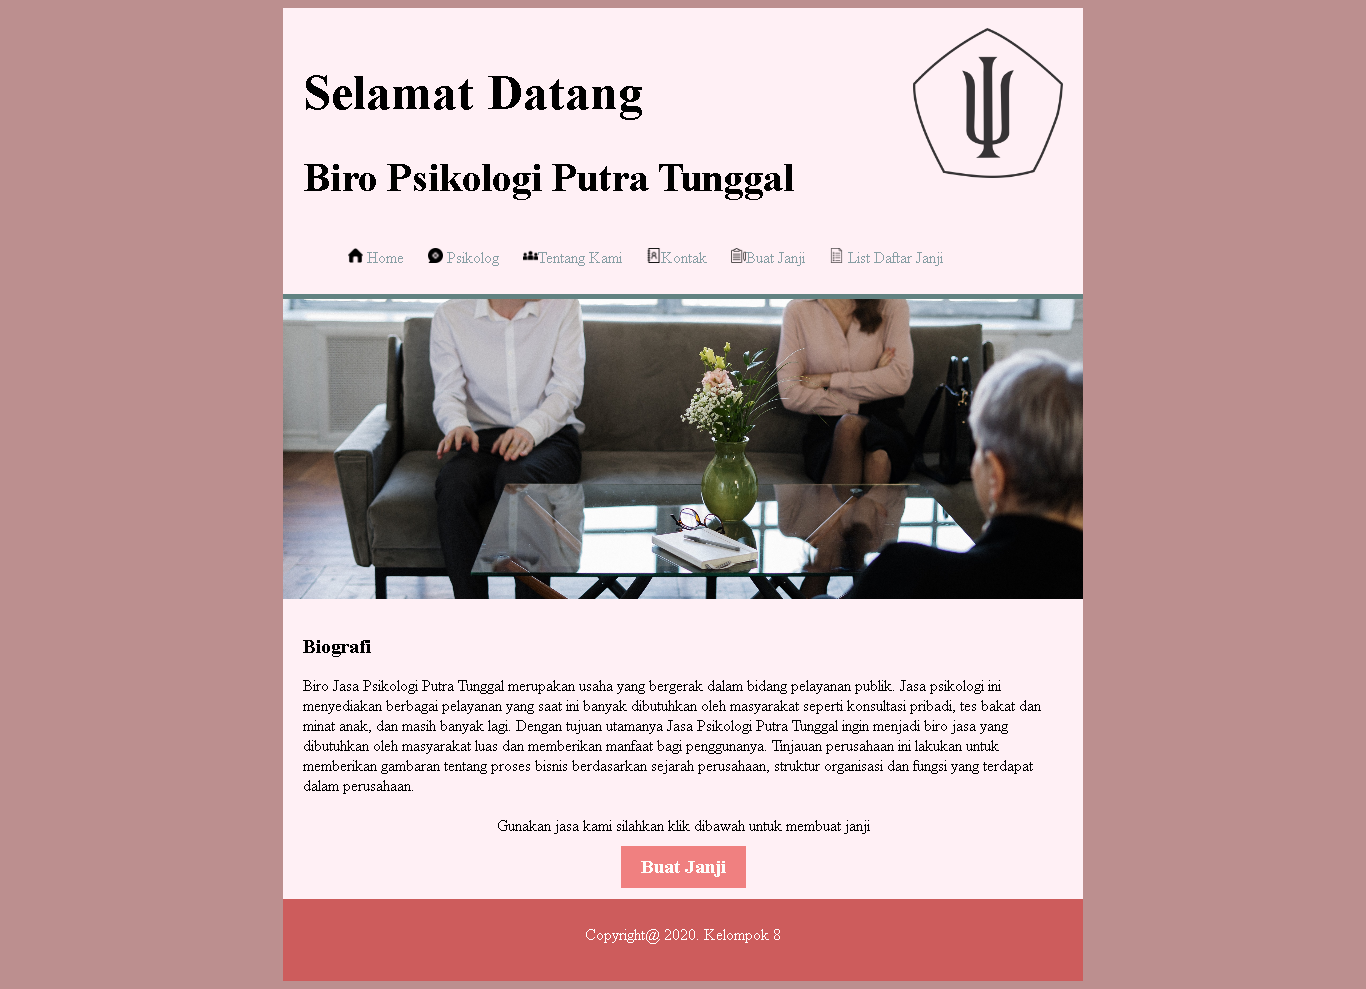 Selamat Datang
Biro Psikologi Putra Tunggal
Home Psikolog Tentang Kami Kontak Buat Janji List Daftar Janji
Biografi
Biro Jasa Psikologi Putra Tunggal merupakan usaha yang bergerak dalam bidang pelayanan publik. Jasa psikologi ini
menyediakan berbagai pelayanan yang saat ini banyak dibutuhkan oleh masyarakat seperti konsultasi pribadi, tes bakat dan
minat anak, dan masih banyak lagi. Dengan tujuan utamanya Jasa Psikologi Putra Tunggal ingin menjadi biro jasa yang
dibutuhkan oleh masyarakat luas dan memberikan manfaat bagi penggunanya. Tinjauan perusahaan ini lakukan untuk
memberikan gambaran tentang proses bisnis berdasarkan sejarah perusahaan, struktur organisasi dan fungsi yang terdapat
dalam perusahaan.
Gunakan jasa kami silahkan klik dibawah untuk membuat janji
Buat Janji
Copyright@ 2020. Kelompok 8